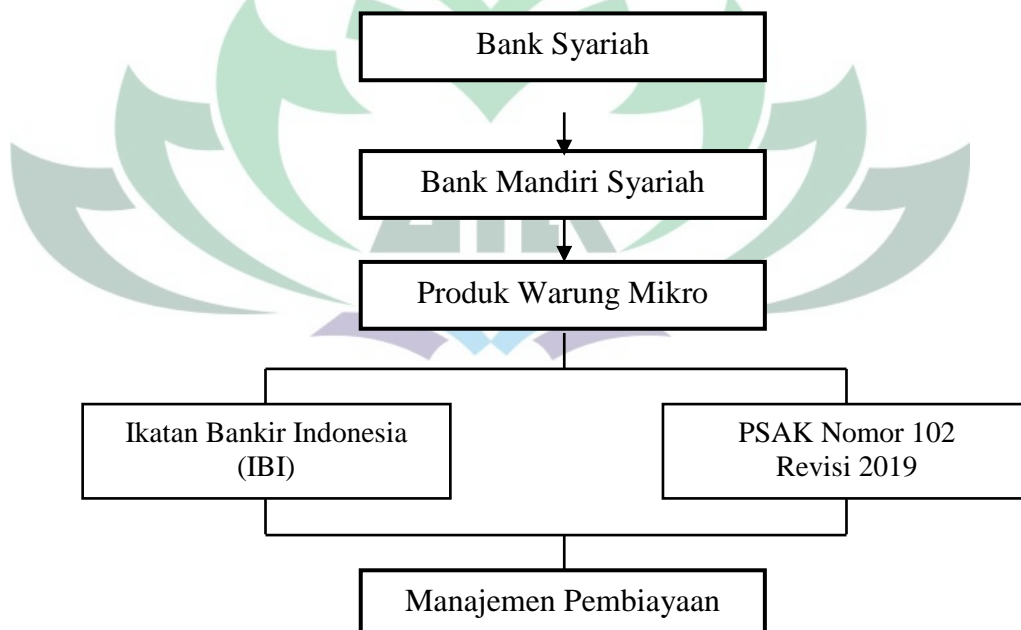 Bank Syariah
Bank Mandiri Syariah
Produk Warung Mikro
Ikatan Bankir Indonesia
(IBI)
PSAK Nomor 102
Revisi 2019
Manajemen Pembiayaan